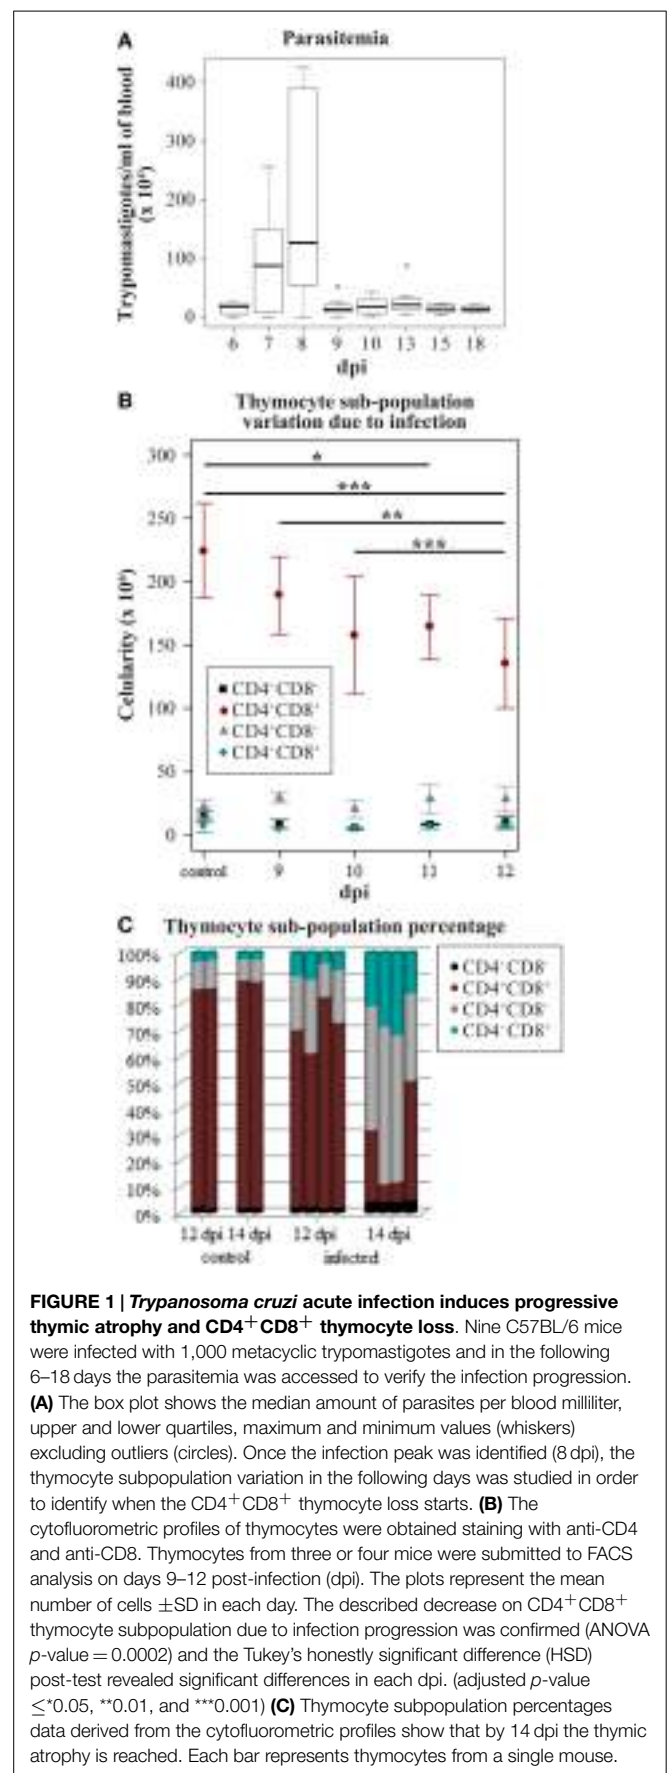 A
Parasitemia
Trypomastigotes/ml of blood
(x 10⁴)
400
300
200
100
0
6 7 8 9 10 13 15 18
dpi
B
Thymocyte sub-population
variation due to infection
300
250
200
150
100
50
0
Celularity (x 10⁶)
*
***
**
***
CD4⁻CD8⁻
CD4⁺CD8⁺
CD4⁺CD8⁻
CD4⁻CD8⁺
control 9 10 11 12
dpi
C
Thymocyte sub-population percentage
100%
90%
80%
70%
60%
50%
40%
30%
20%
10%
0%
CD4⁻CD8⁻
CD4⁺CD8⁺
CD4⁺CD8⁻
CD4⁻CD8⁺
12 dpi 14 dpi 12 dpi 14 dpi
control infected
FIGURE 1 | Trypanosoma cruzi acute infection induces progressive
thymic atrophy and CD4+CD8+ thymocyte loss. Nine C57BL/6 mice
were infected with 1,000 metacyclic trypomastigotes and in the following
6–18 days the parasitemia was accessed to verify the infection progression.
(A) The box plot shows the median amount of parasites per blood milliliter,
upper and lower quartiles, maximum and minimum values (whiskers)
excluding outliers (circles). Once the infection peak was identified (8 dpi), the
thymocyte subpopulation variation in the following days was studied in order
to identify when the CD4+CD8+ thymocyte loss starts. (B) The
cytofluorometric profiles of thymocytes were obtained staining with anti-CD4
and anti-CD8. Thymocytes from three or four mice were submitted to FACS
analysis on days 9–12 post-infection (dpi). The plots represent the mean
number of cells ±SD in each day. The described decrease on CD4+CD8+
thymocyte subpopulation due to infection progression was confirmed (ANOVA
p-value = 0.0002) and the Tukey's honestly significant difference (HSD)
post-test revealed significant differences in each dpi. (adjusted p-value
≤*0.05, **0.01, and ***0.001) (C) Thymocyte subpopulation percentages
data derived from the cytofluorometric profiles show that by 14 dpi the thymic
atrophy is reached. Each bar represents thymocytes from a single mouse.